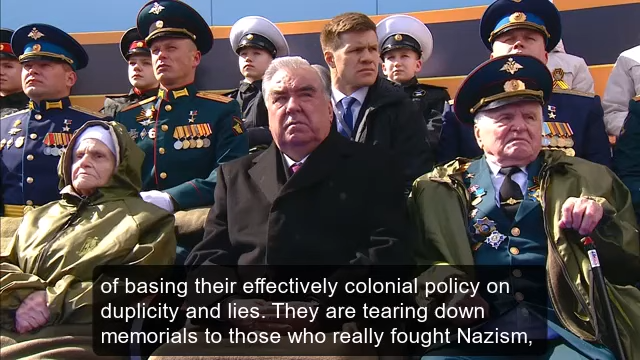 of basing their effectively colonial policy on
duplicity and lies. They are tearing down
memorials to those who really fought Nazism,